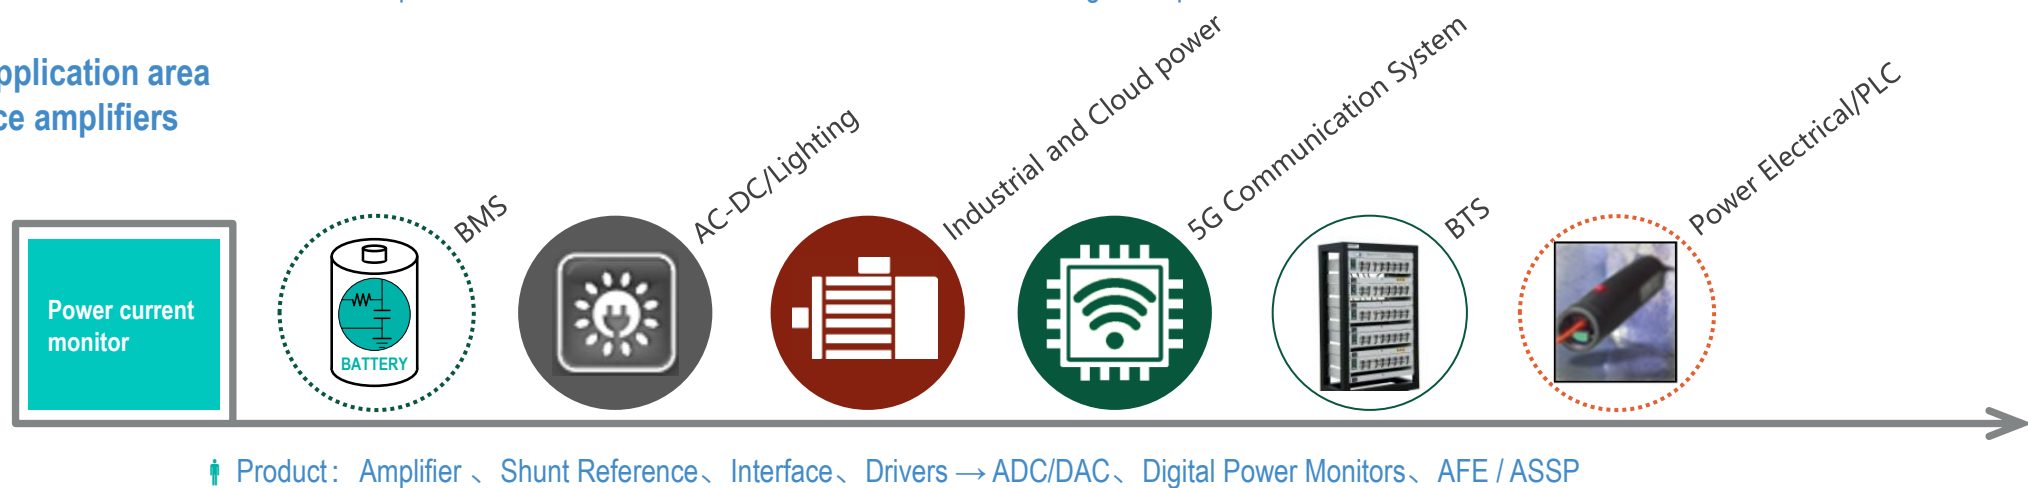 pplication area
ce amplifiers
BMS
AC-DC/Lighting
Industrial and Cloud power
5G Communication System
BTS
Power Electrical/PLC
Power current
monitor
BATTERY
Product： Amplifier 、 Shunt Reference、 Interface、 Drivers → ADC/DAC、 Digital Power Monitors、 AFE / ASSP